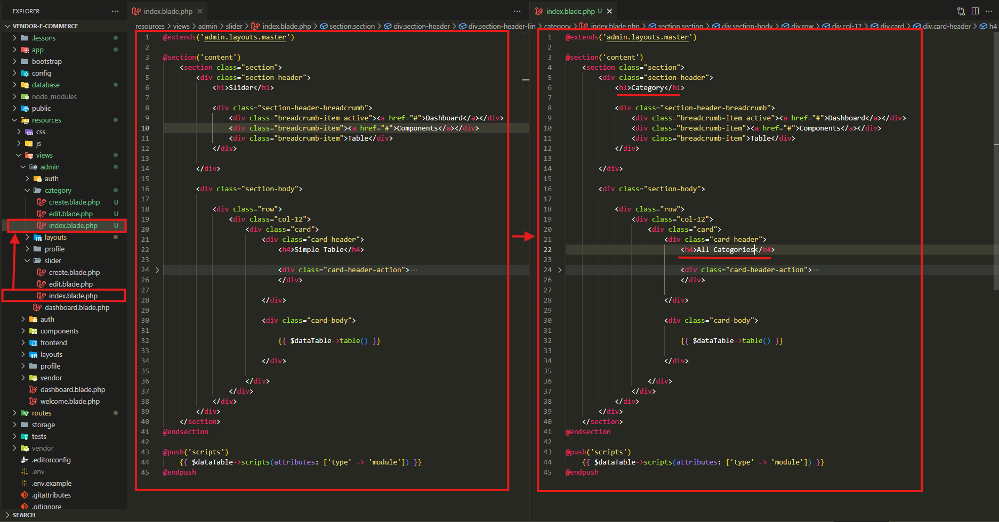 EXPLORER
VENDOR-E-COMMERCE
.lessons
app
bootstrap
config
database
node_modules
public
resources
css
js
views
admin
auth
category
create.blade.php U
edit.blade.php U
index.blade.php U
layouts
profile
slider
create.blade.php
edit.blade.php
index.blade.php
dashboard.blade.php
auth
components
frontend
layouts
profile
vendor
dashboard.blade.php
welcome.blade.php
routes
storage
tests
vendor
.editorconfig
.env
.env.example
.gitattributes
.gitignore
SEARCH
index.blade.php
resources > views > admin > slider > index.blade.php > section.section > div.section-header > div.section-header-b
1 @extends('admin.layouts.master')
2
3 @section('content')
4 <section class="section">
5 <div class="section-header">
6 <h1>Slider</h1>
7
8 <div class="section-header-breadcrumb">
9 <div class="breadcrumb-item active"><a href="#">Dashboard</a></div>
10 <div class="breadcrumb-item"><a href="#">Components</a></div>
11 <div class="breadcrumb-item">Table</div>
12 </div>
13
14 </div>
15
16 <div class="section-body">
17
18 <div class="row">
19 <div class="col-12">
20 <div class="card">
21 <div class="card-header">
22 <h4>Simple Table</h4>
23
24 <div class="card-header-action"> ...
26 </div>
27
28 </div>
29
30 <div class="card-body">
31
32 {{ $dataTable->table() }}
33
34 </div>
35
36 </div>
37 </div>
38 </div>
39 </div>
40 </section>
41 @endsection
42
43 @push('scripts')
44 {{ $dataTable->scripts(attributes: ['type' => 'module']) }}
45 @endpush
index.blade.php U
in > category > index.blade.php > section.section > div.section-body > div.row > div.col-12 > div.card > div.card-header > h4
1 @extends('admin.layouts.master')
2
3 @section('content')
4 <section class="section">
5 <div class="section-header">
6 <h1>Category</h1>
7
8 <div class="section-header-breadcrumb">
9 <div class="breadcrumb-item active"><a href="#">Dashboard</a></div>
10 <div class="breadcrumb-item"><a href="#">Components</a></div>
11 <div class="breadcrumb-item">Table</div>
12 </div>
13
14 </div>
15
16 <div class="section-body">
17
18 <div class="row">
19 <div class="col-12">
20 <div class="card">
21 <div class="card-header">
22 <h4>All Categories</h4>
23
24 <div class="card-header-action"> ...
26 </div>
27
28 </div>
29
30 <div class="card-body">
31
32 {{ $dataTable->table() }}
33
34 </div>
35
36 </div>
37 </div>
38 </div>
39 </div>
40 </section>
41 @endsection
42
43 @push('scripts')
44 {{ $dataTable->scripts(attributes: ['type' => 'module']) }}
45 @endpush